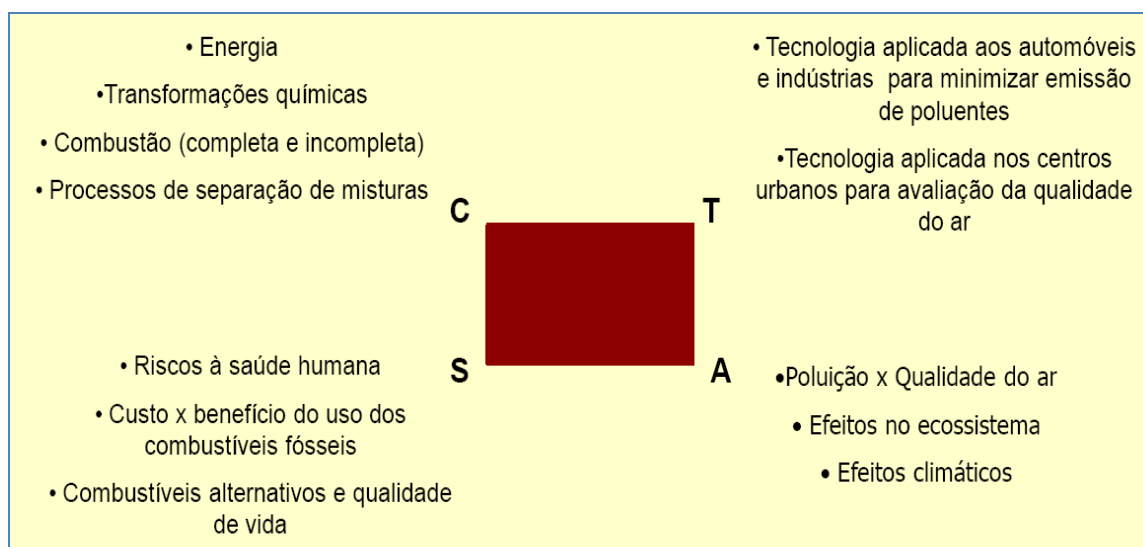 • Energia
•Transformações químicas
• Combustão (completa e incompleta)
• Processos de separação de misturas
• Tecnologia aplicada aos automóveis
e indústrias para minimizar emissão
de poluentes
•Tecnologia aplicada nos centros
urbanos para avaliação da qualidade
do ar
C
T
S
A
• Riscos à saúde humana
• Custo x benefício do uso dos
combustíveis fósseis
• Combustíveis alternativos e qualidade
de vida
•Poluição x Qualidade do ar
• Efeitos no ecossistema
• Efeitos climáticos